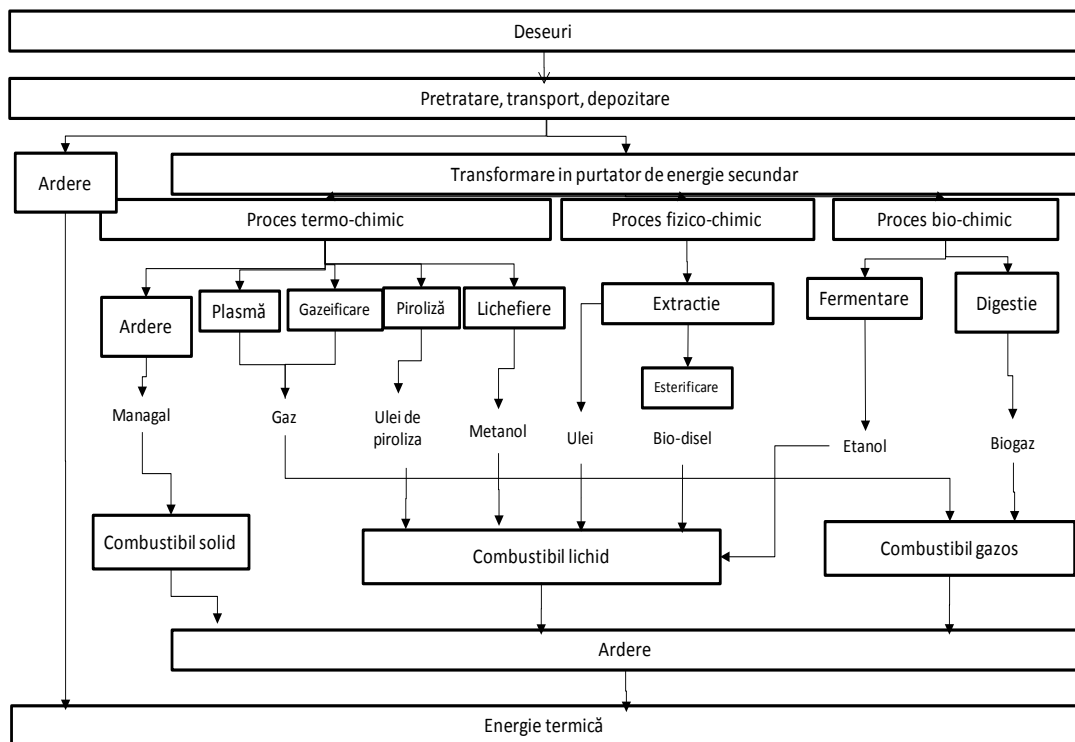 Deseuri
Pretratare, transport, depozitare
Ardere
Transformare in purtator de energie secundar
Proces termo-chimic
Proces fizico-chimic
Proces bio-chimic
Ardere
Plasmă
Gazeificare
Piroliză
Lichefiere
Extractie
Fermentare
Digestie
Esterificare
Managal
Gaz
Ulei de
piroliza
Metanol
Ulei
Bio-disel
Etanol
Biogaz
Combustibil solid
Combustibil lichid
Combustibil gazos
Ardere
Energie termică